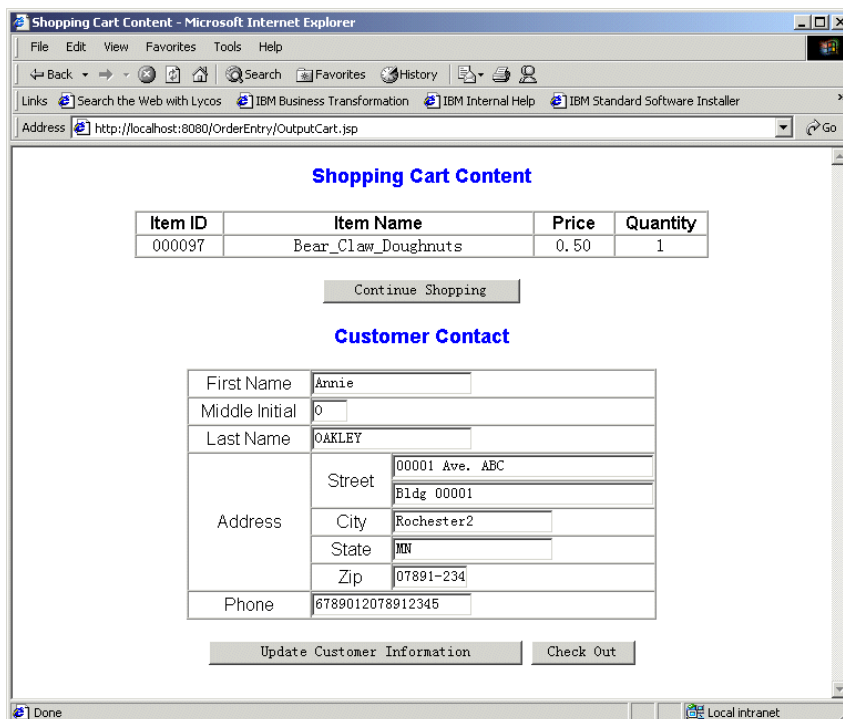 Shopping Cart Content - Microsoft Internet Explorer
File Edit View Favorites Tools Help
Back Search Favorites History
Links Search the Web with Lycos IBM Business Transformation IBM Internal Help IBM Standard Software Installer »
Address http://localhost:8080/OrderEntry/OutputCart.jsp Go
Shopping Cart Content
Item ID Item Name Price Quantity
000097 Bear_Claw_Doughnuts 0.50 1
Continue Shopping
Customer Contact
First Name Annie
Middle Initial O
Last Name OAKLEY
Address Street 00001 Ave. ABC
Bldg 00001
City Rochester2
State MN
Zip 07891-234
Phone 6789012078912345
Update Customer Information Check Out
Done Local intranet